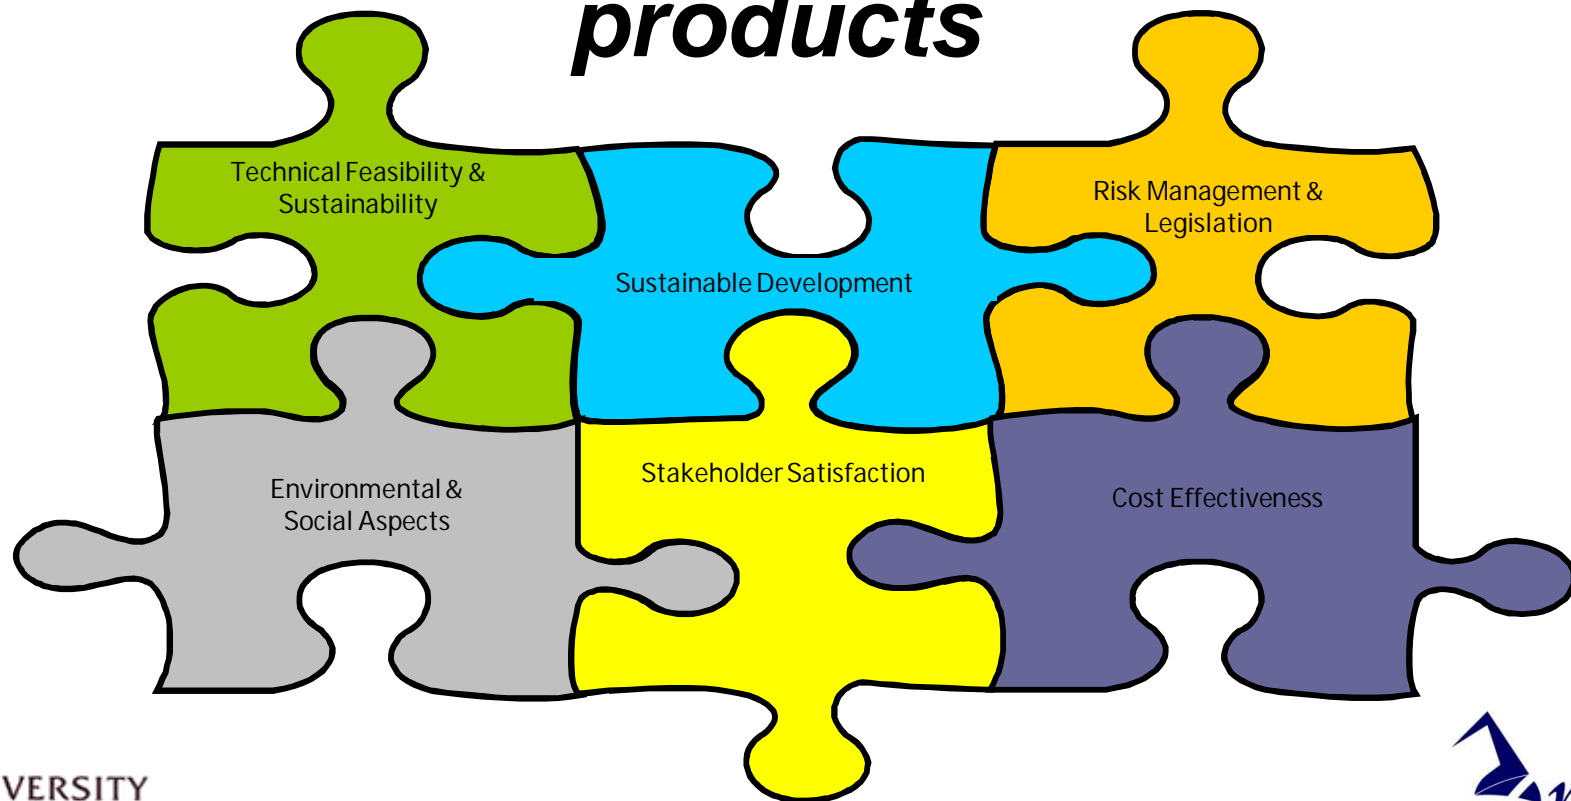 products
Technical Feasibility &
Sustainability
Risk Management &
Legislation
Sustainable Development
Stakeholder Satisfaction
Environmental &
Social Aspects
Cost Effectiveness
VERSITY